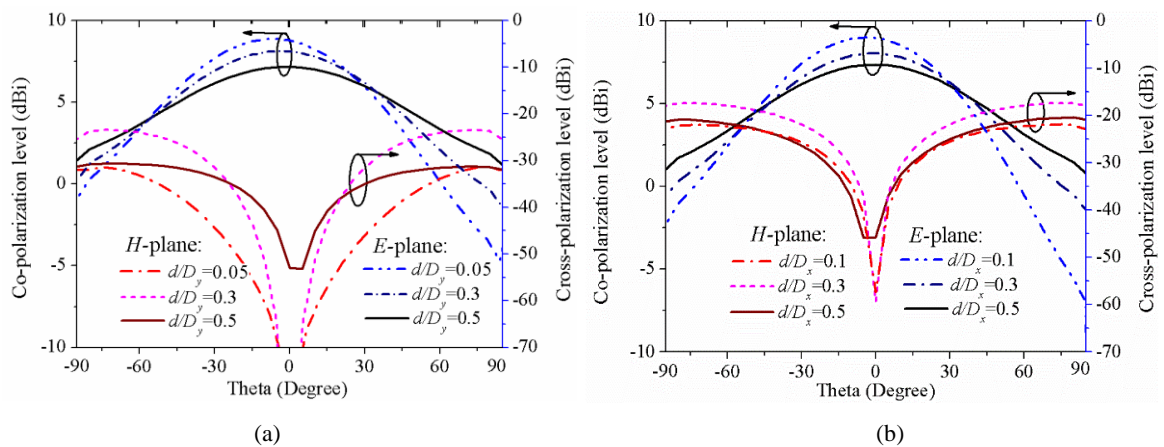 (a)
Co-polarization level (dBi)
10
5
0
-5
-10
-90
-60
-30
0
30
60
90
Theta (Degree)
0
-10
-20
-30
-40
-50
-60
-70
Cross-polarization level (dBi)
H-plane:
d/Dy=0.05
d/Dy=0.3
d/Dy=0.5
E-plane:
d/Dy=0.05
d/Dy=0.3
d/Dy=0.5
(a)
(b)
Co-polarization level (dBi)
10
5
0
-5
-10
-90
-60
-30
0
30
60
90
Theta (Degree)
0
-10
-20
-30
-40
-50
-60
-70
Cross-polarization level (dBi)
H-plane:
d/Dx=0.1
d/Dx=0.3
d/Dx=0.5
E-plane:
d/Dx=0.1
d/Dx=0.3
d/Dx=0.5
(b)